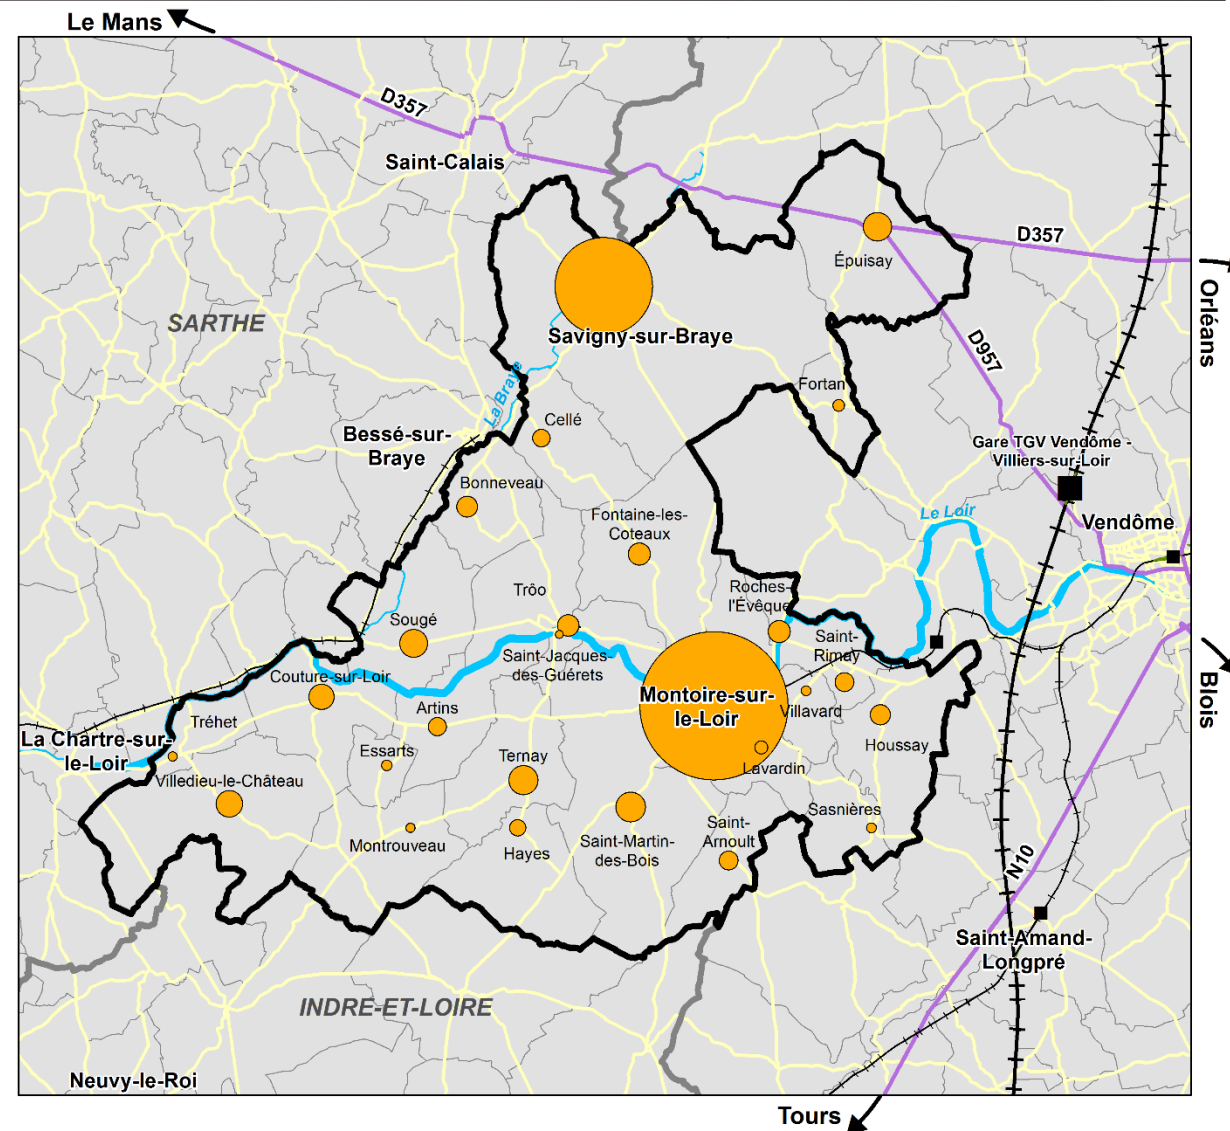 Le Mans
D357
Saint-Calais
D357
Épuisay
Orléans
SARTHE
Savigny-sur-Braye
D957
La Braye
Fortan
Cellé
Bessé-sur-
Braye
Gare TGV Vendôme -
Villiers-sur-Loir
Bonneveau
Le Loir
Vendôme
Fontaine-les-
Coteaux
Trôo
Roches-
l'Évêque
Sougé
Saint-
Rimay
Saint-Jacques-
des-Guérets
Couture-sur-Loir
Montoire-sur-
le-Loir
Blois
Artins
Villavard
Tréhet
La Chartre-sur-
le-Loir
Essarts
Ternay
Houssay
Lavardin
Villedieu-le-Château
Sasnières
Saint-
Arnoult
Montrouveau
Hayes
Saint-Martin-
des-Bois
N10
Saint-Amand-
Longpré
INDRE-ET-LOIRE
Neuvy-le-Roi
Tours